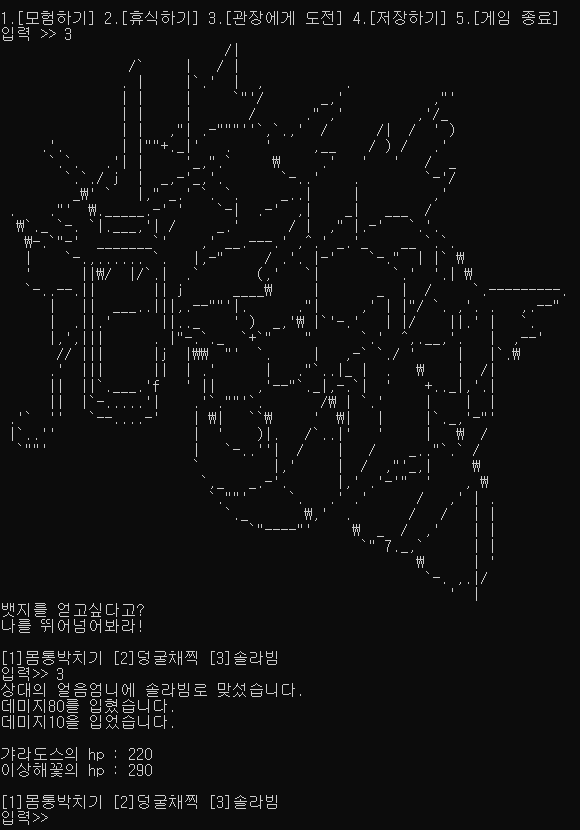 1.[모험하기] 2.[휴식하기] 3.[관장에게 도전] 4.[저장하기] 5.[게임 종료]
입력 >> 3
뱃지를 얻고싶다고?
나를 뛰어넘어봐라!
[1]몸통박치기 [2]덩굴채찍 [3]솔라빔
입력>> 3
상대의 얼음엄니에 솔라빔로 맞섰습니다.
데미지80를 입혔습니다.
데미지10을 입었습니다.
갸라도스의 hp : 220
이상해꽃의 hp : 290
[1]몸통박치기 [2]덩굴채찍 [3]솔라빔
입력>>